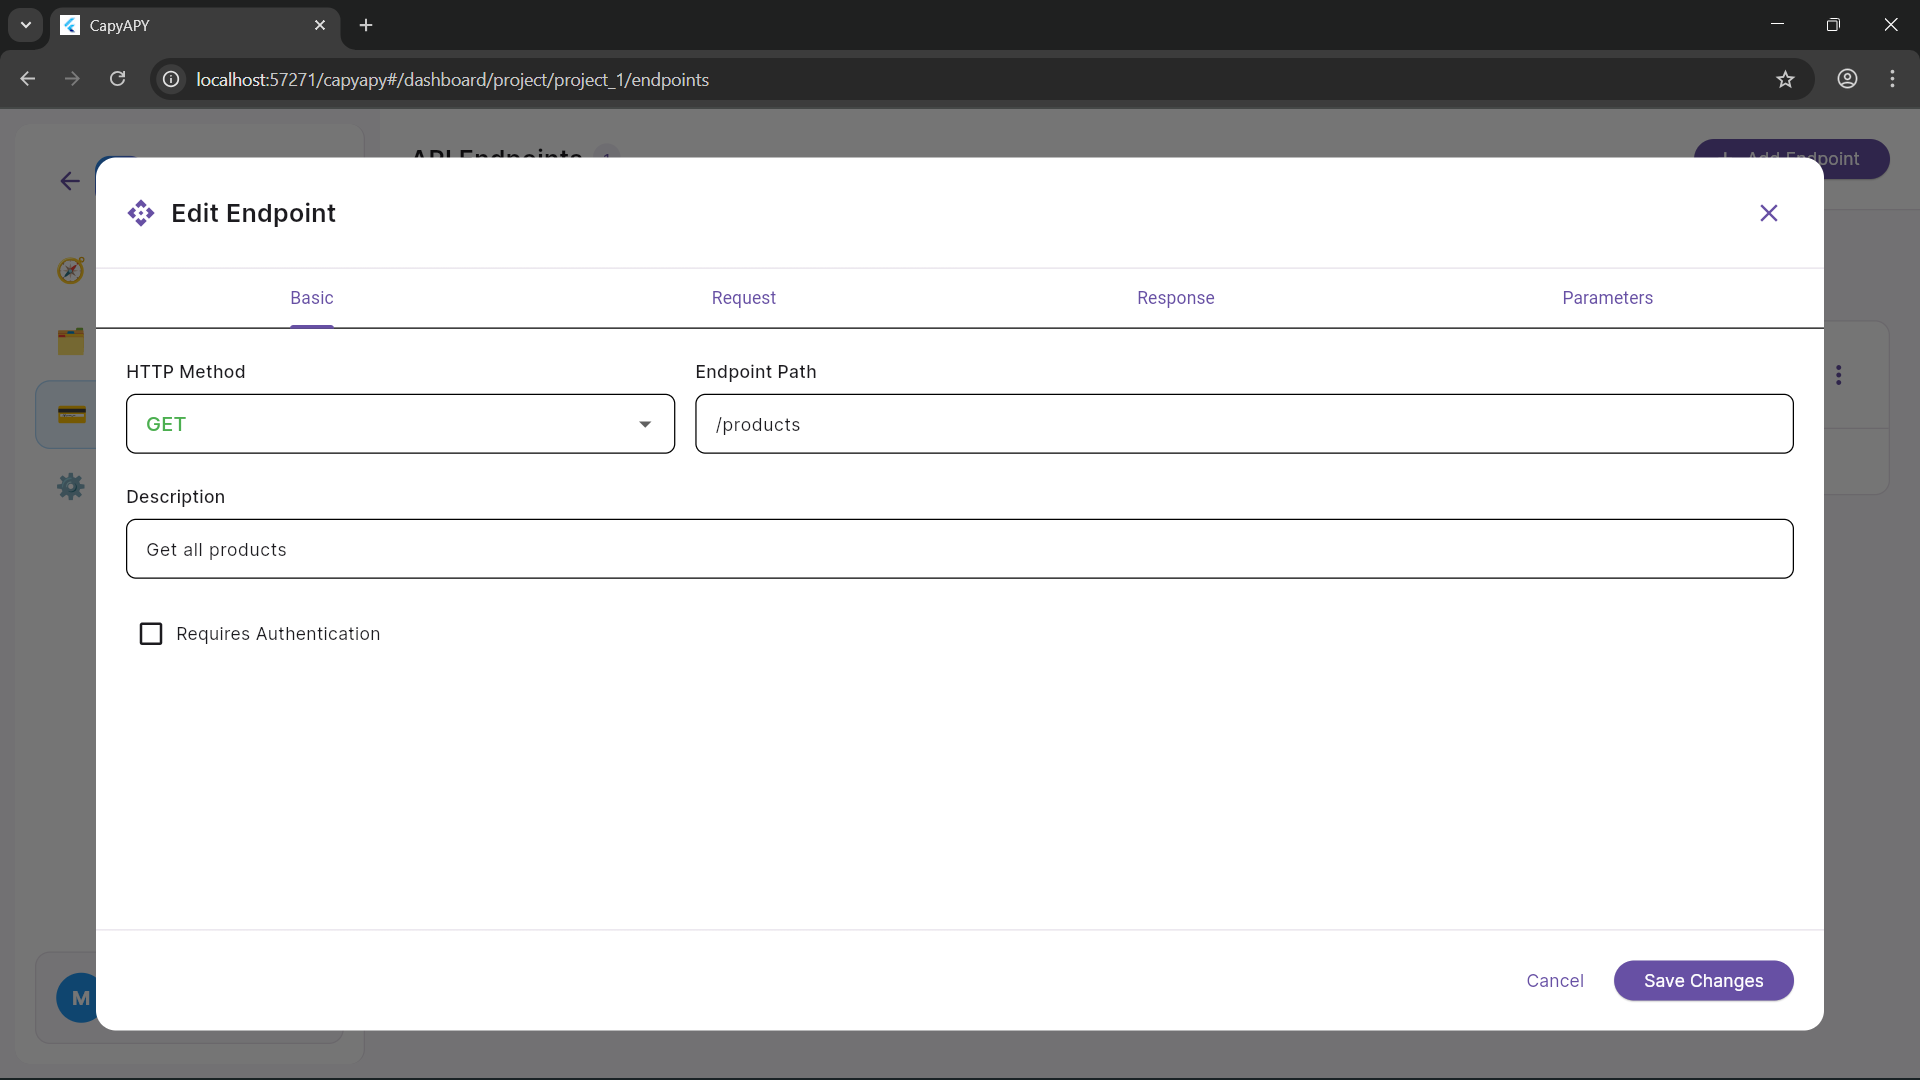 CapyAPY
localhost:57271/capyapy#/dashboard/project/project_1/endpoints
API Endpoints 1
+ Add Endpoint
Edit Endpoint
Basic Request Response Parameters
HTTP Method Endpoint Path
GET /products
Description
Get all products
Requires Authentication
M
Cancel Save Changes